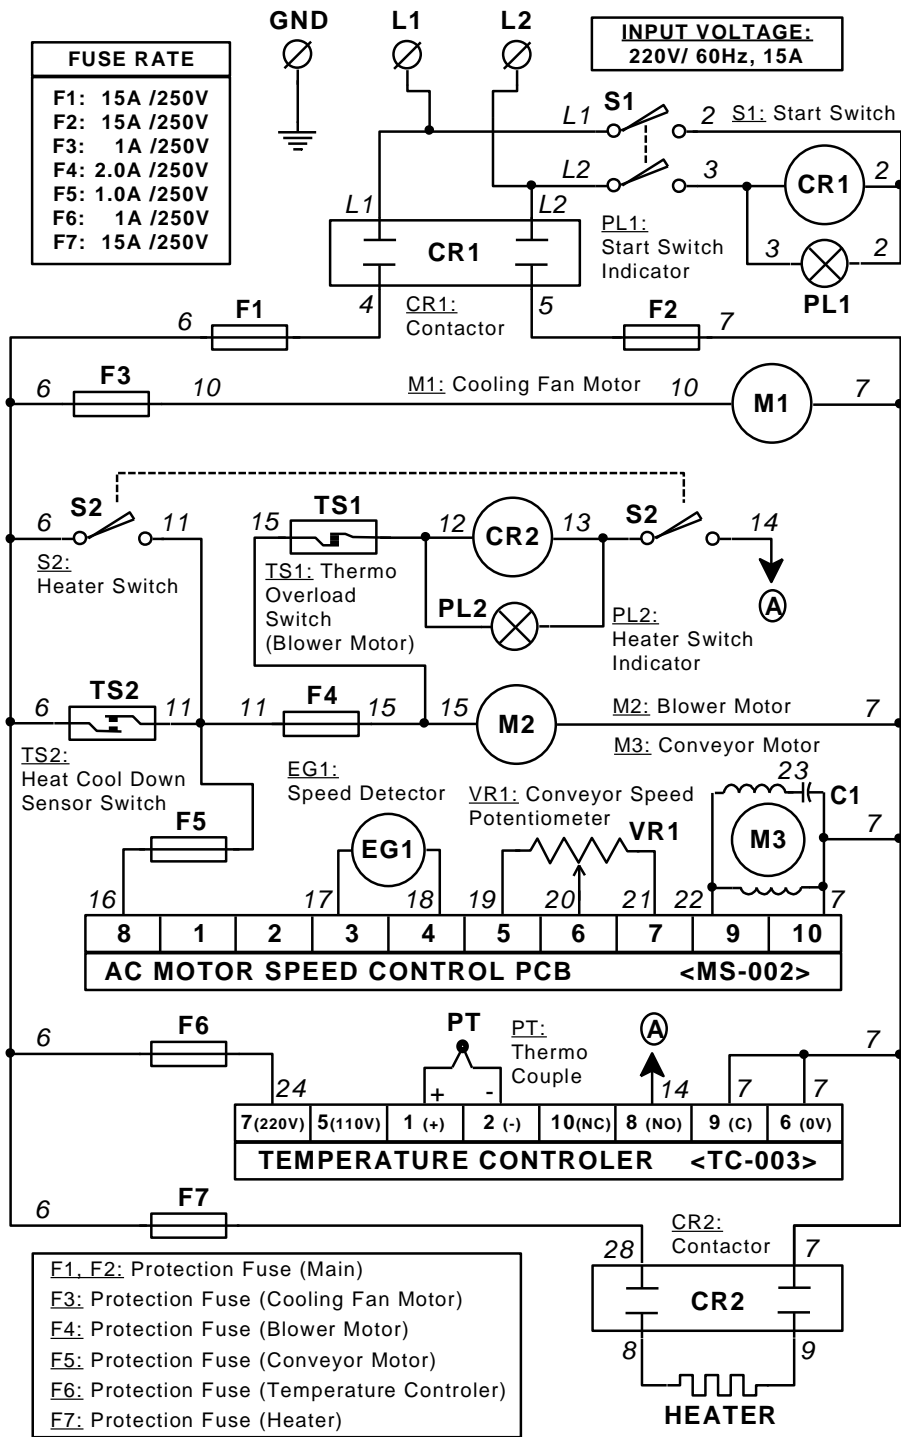 GND
L1
L2
FUSE RATE
F1: 15A /250V
F2: 15A /250V
F3: 1A /250V
F4: 2.0A /250V
F5: 1.0A /250V
F6: 1A /250V
F7: 15A /250V
INPUT VOLTAGE:
220V/ 60Hz, 15A
L1
S1
2
S1: Start Switch
L2
3
CR1
2
L1
CR1
L2
PL1:
Start Switch
Indicator
3
2
PL1
4
5
CR1:
Contactor
6
F1
F2
7
6
F3
10
M1: Cooling Fan Motor
10
M1
7
6
S2
11
S2:
Heater Switch
15
TS1
12
CR2
13
S2
14
A
TS1: Thermo
Overload
Switch
(Blower Motor)
PL2
PL2:
Heater Switch
Indicator
6
TS2
11
11
F4
15
15
M2
M2: Blower Motor
7
TS2:
Heat Cool Down
Sensor Switch
M3: Conveyor Motor
EG1:
Speed Detector
VR1: Conveyor Speed
Potentiometer
23
C1
F5
EG1
VR1
M3
7
16
17
18
19
20
21
22
7
8
1
2
3
4
5
6
7
9
10
AC MOTOR SPEED CONTROL PCB <MS-002>
6
F6
24
PT
PT:
Thermo
Couple
+
-
A
14
7
7
7
7(220V)
5(110V)
1 (+)
2 (-)
10(NC)
8 (NO)
9 (C)
6 (0V)
TEMPERATURE CONTROLER <TC-003>
6
F7
CR2:
Contactor
28
7
CR2
8
9
HEATER
F1, F2: Protection Fuse (Main)
F3: Protection Fuse (Cooling Fan Motor)
F4: Protection Fuse (Blower Motor)
F5: Protection Fuse (Conveyor Motor)
F6: Protection Fuse (Temperature Controler)
F7: Protection Fuse (Heater)